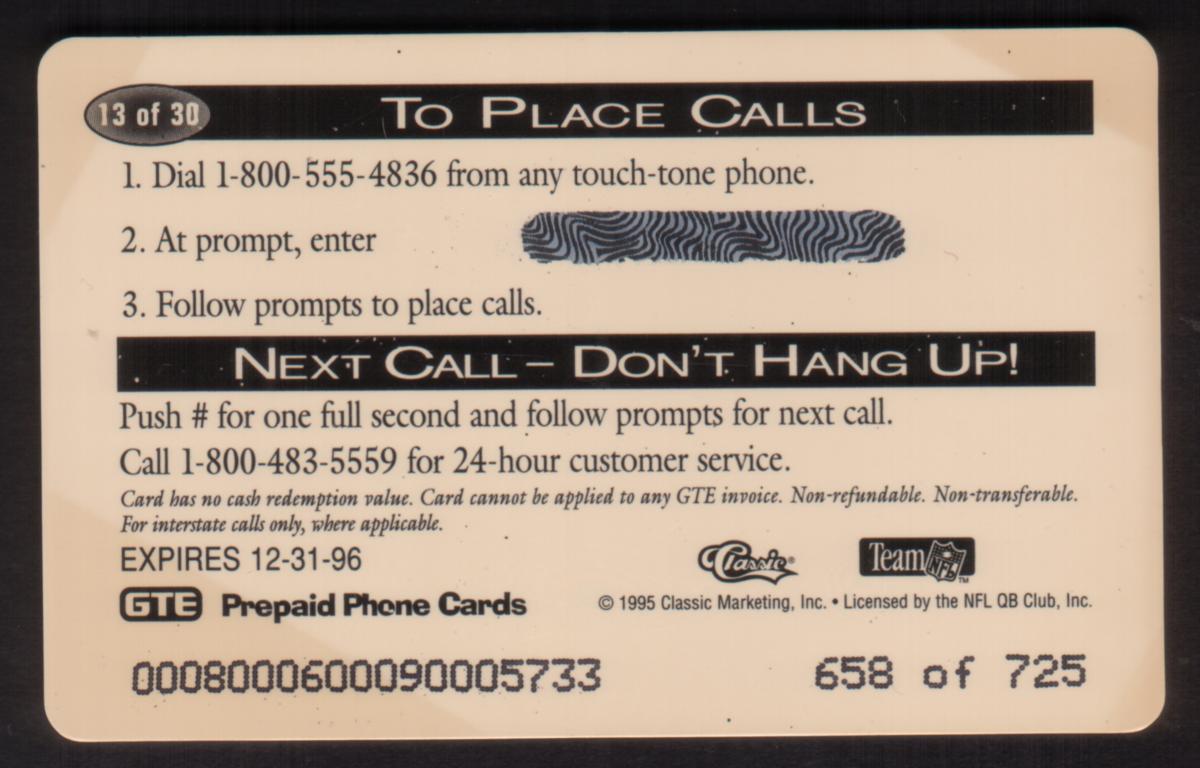 13 of 30
TO PLACE CALLS
1. Dial 1-800-555-4836 from any touch-tone phone.
2. At prompt, enter
3. Follow prompts to place calls.
NEXT CALL – DON'T HANG UP!
Push # for one full second and follow prompts for next call.
Call 1-800-483-5559 for 24-hour customer service.
Card has no cash redemption value. Card cannot be applied to any GTE invoice. Non-refundable. Non-transferable.
For interstate calls only, where applicable.
EXPIRES 12-31-96
Classic®
Team NFL™
GTE Prepaid Phone Cards
© 1995 Classic Marketing, Inc. • Licensed by the NFL QB Club, Inc.
0008000600090005733
658 of 725